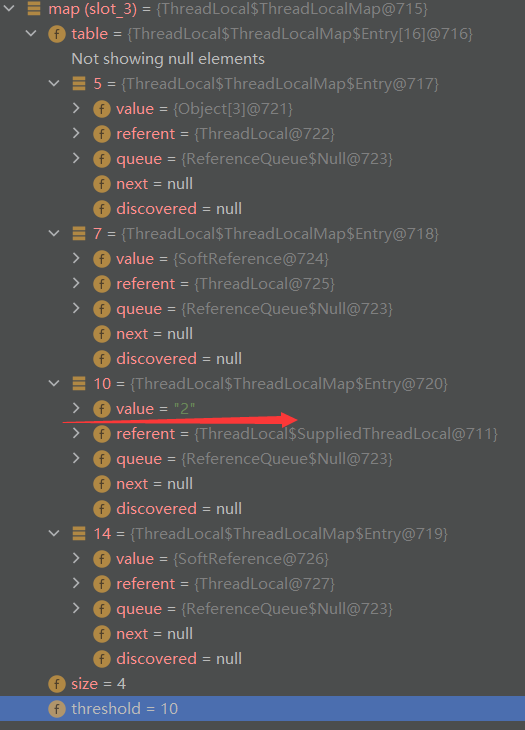 map (slot_3) = {ThreadLocal$ThreadLocalMap@715}
table = {ThreadLocal$ThreadLocalMap$Entry[16]@716}
Not showing null elements
5 = {ThreadLocal$ThreadLocalMap$Entry@717}
value = {Object[3]@721}
referent = {ThreadLocal@722}
queue = {ReferenceQueue$Null@723}
next = null
discovered = null
7 = {ThreadLocal$ThreadLocalMap$Entry@718}
value = {SoftReference@724}
referent = {ThreadLocal@725}
queue = {ReferenceQueue$Null@723}
next = null
discovered = null
10 = {ThreadLocal$ThreadLocalMap$Entry@720}
value = "2"
referent = {ThreadLocal$SuppliedThreadLocal@711}
queue = {ReferenceQueue$Null@723}
next = null
discovered = null
14 = {ThreadLocal$ThreadLocalMap$Entry@719}
value = {SoftReference@726}
referent = {ThreadLocal@727}
queue = {ReferenceQueue$Null@723}
next = null
discovered = null
size = 4
threshold = 10